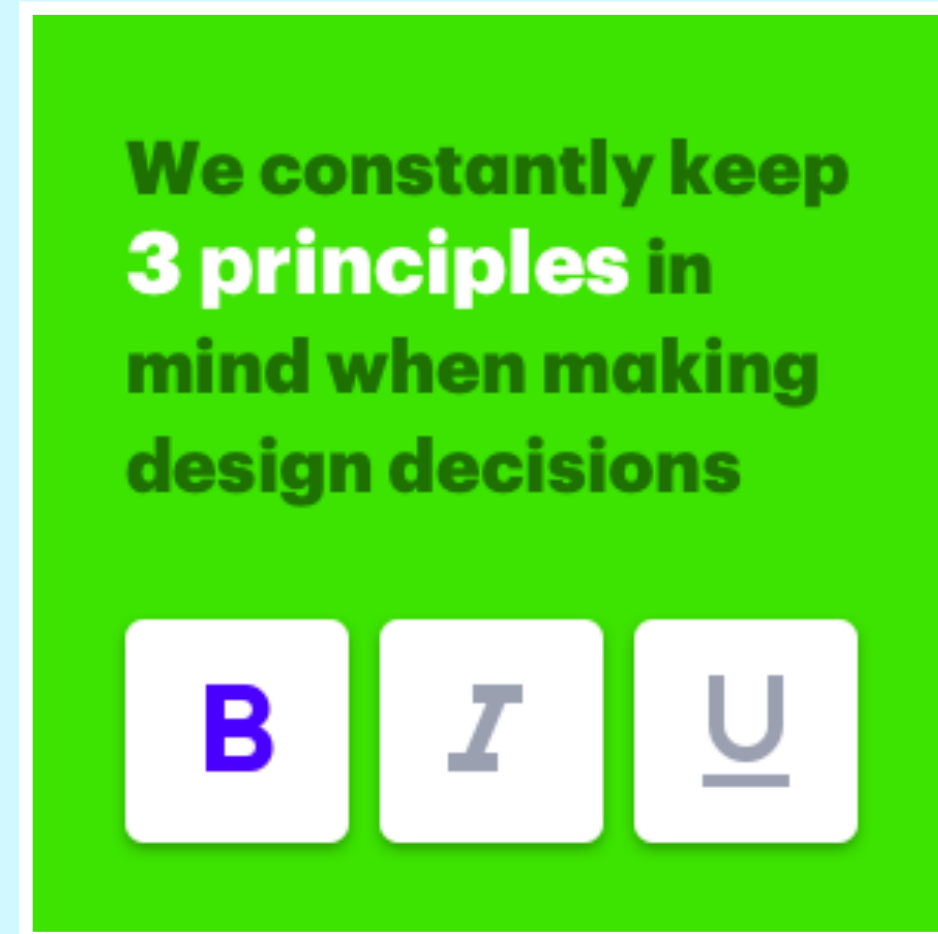 We constantly keep
3 principles in
mind when making
design decisions
B I U